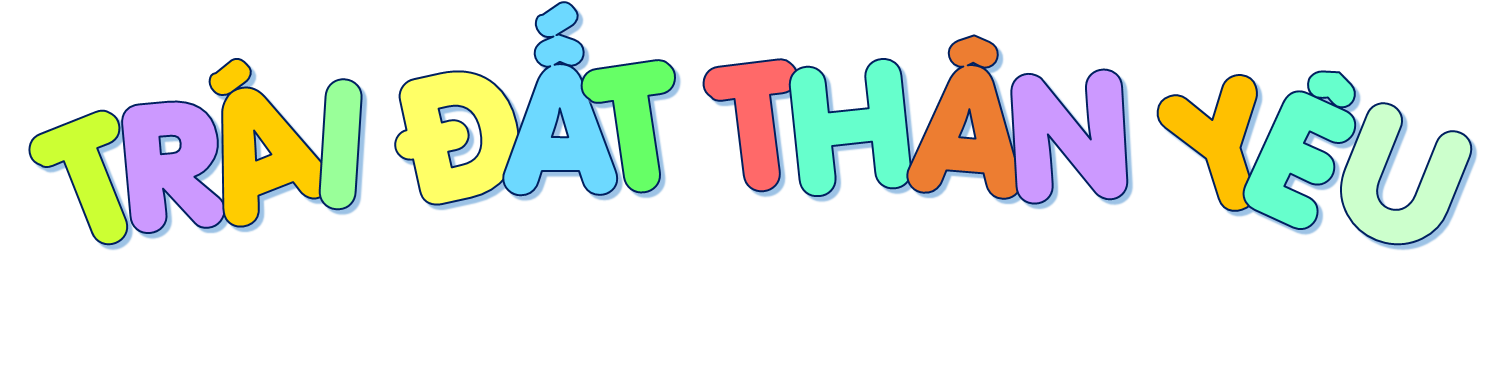 TRÁI ĐẤT THÂN YÊU